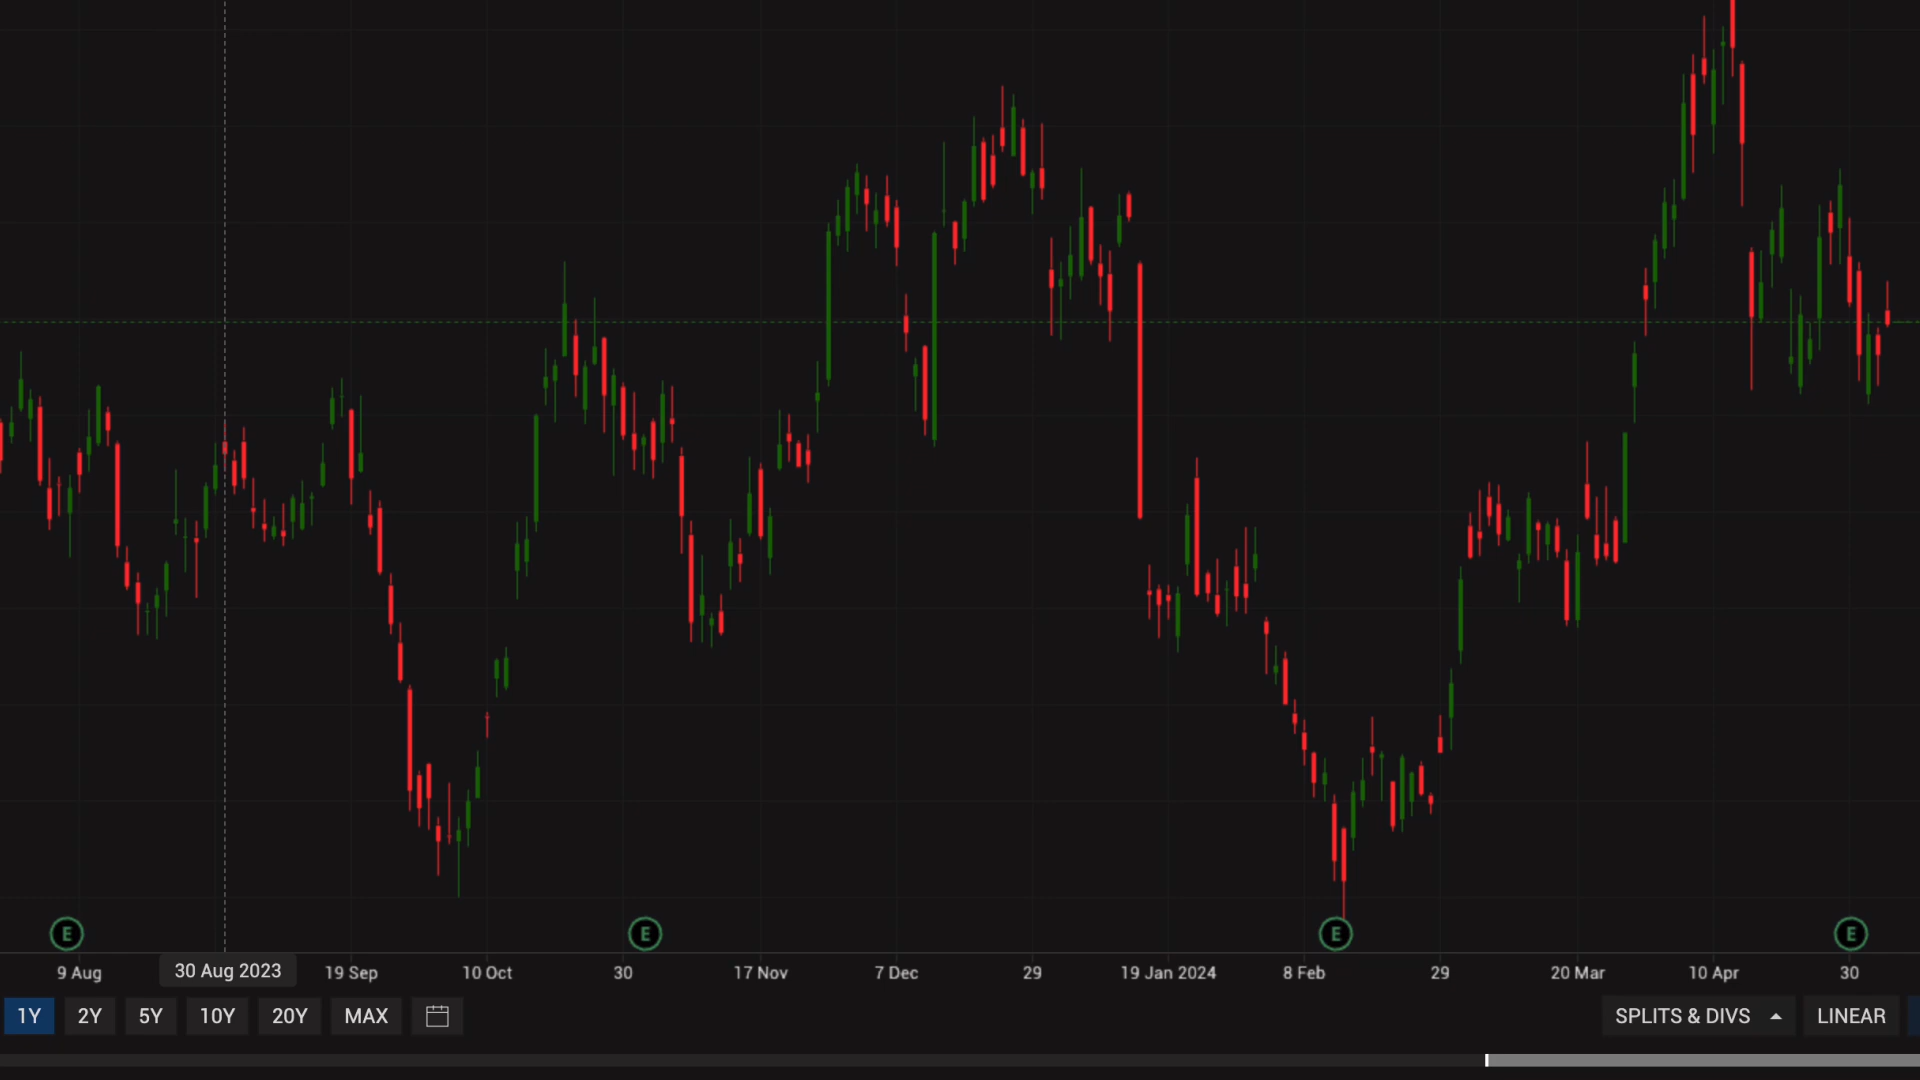 E E E E
9 Aug 30 Aug 2023 19 Sep 10 Oct 30 17 Nov 7 Dec 29 19 Jan 2024 8 Feb 29 20 Mar 10 Apr 30
1Y 2Y 5Y 10Y 20Y MAX SPLITS & DIVS LINEAR